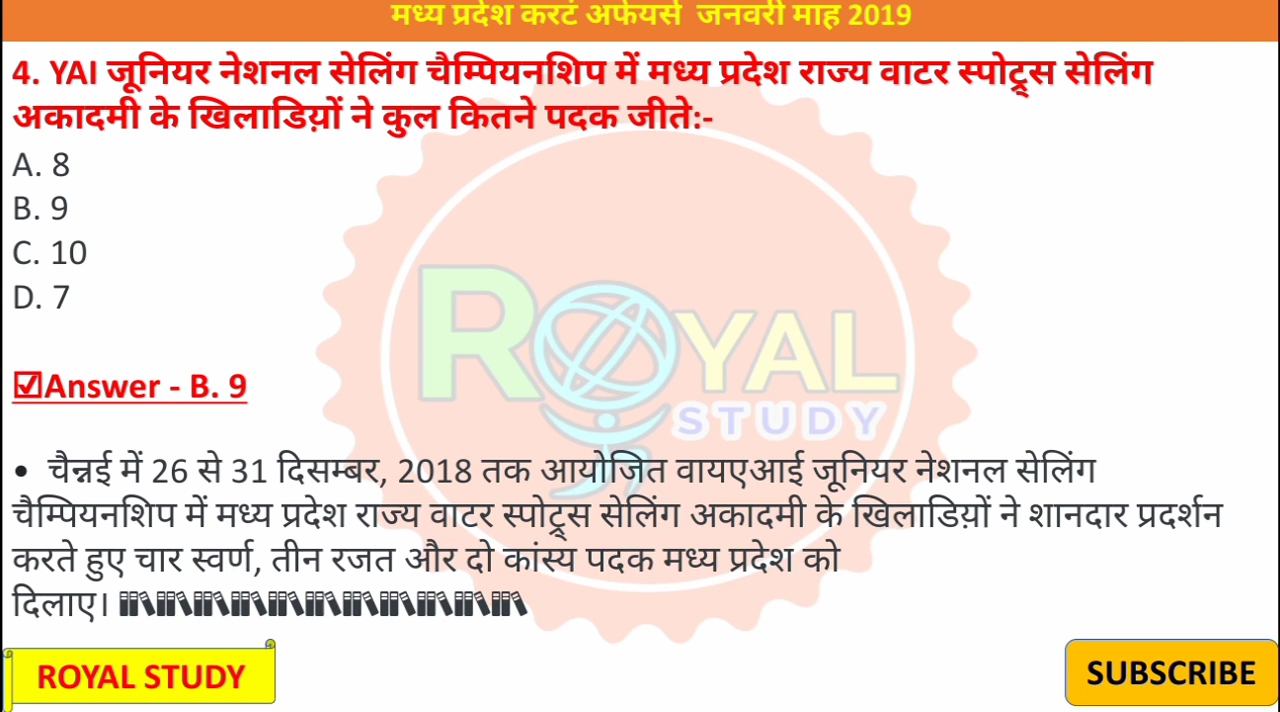 मध्य प्रदेश करटं अफेयर्स जनवरी माह 2019
4. YAI जूनियर नेशनल सेलिंग चैम्पियनशिप में मध्य प्रदेश राज्य वाटर स्पोट्र्स सेलिंग
अकादमी के खिलाडिय़ों ने कुल कितने पदक जीतेः-
A. 8
B. 9
C. 10
D. 7
ROYAL
STUDY
☑Answer - B. 9
• चैन्नई में 26 से 31 दिसम्बर, 2018 तक आयोजित वायएआई जूनियर नेशनल सेलिंग
चैम्पियनशिप में मध्य प्रदेश राज्य वाटर स्पोट्र्स सेलिंग अकादमी के खिलाडिय़ों ने शानदार प्रदर्शन
करते हुए चार स्वर्ण, तीन रजत और दो कांस्य पदक मध्य प्रदेश को
दिलाए।
ROYAL STUDY
SUBSCRIBE